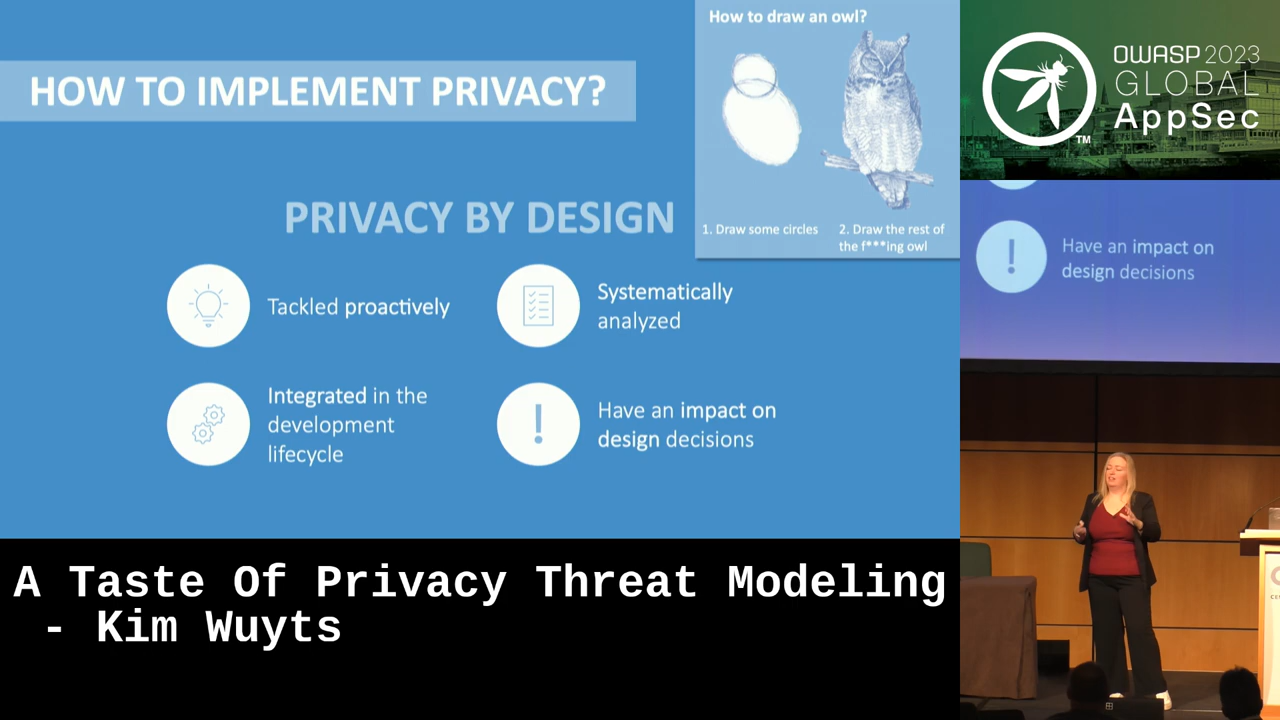 HOW TO IMPLEMENT PRIVACY?
How to draw an owl?
1. Draw some circles
2. Draw the rest of
the f***ing owl
PRIVACY BY DESIGN
Tackled proactively
Systematically
analyzed
Integrated in the
development
lifecycle
Have an impact on
design decisions
OWASP 2023
GLOBAL
AppSec
TM
Have an impact on
design decisions
A Taste Of Privacy Threat Modeling
- Kim Wuyts